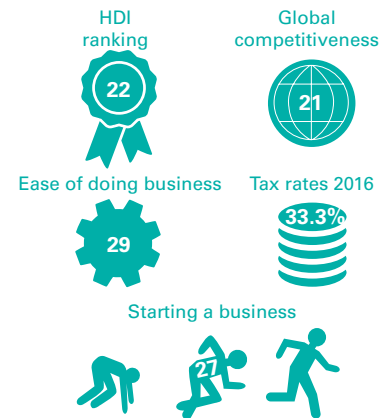 HDI
ranking
22
Global
competitiveness
21
Ease of doing business
29
Tax rates 2016
33.3%
Starting a business
27